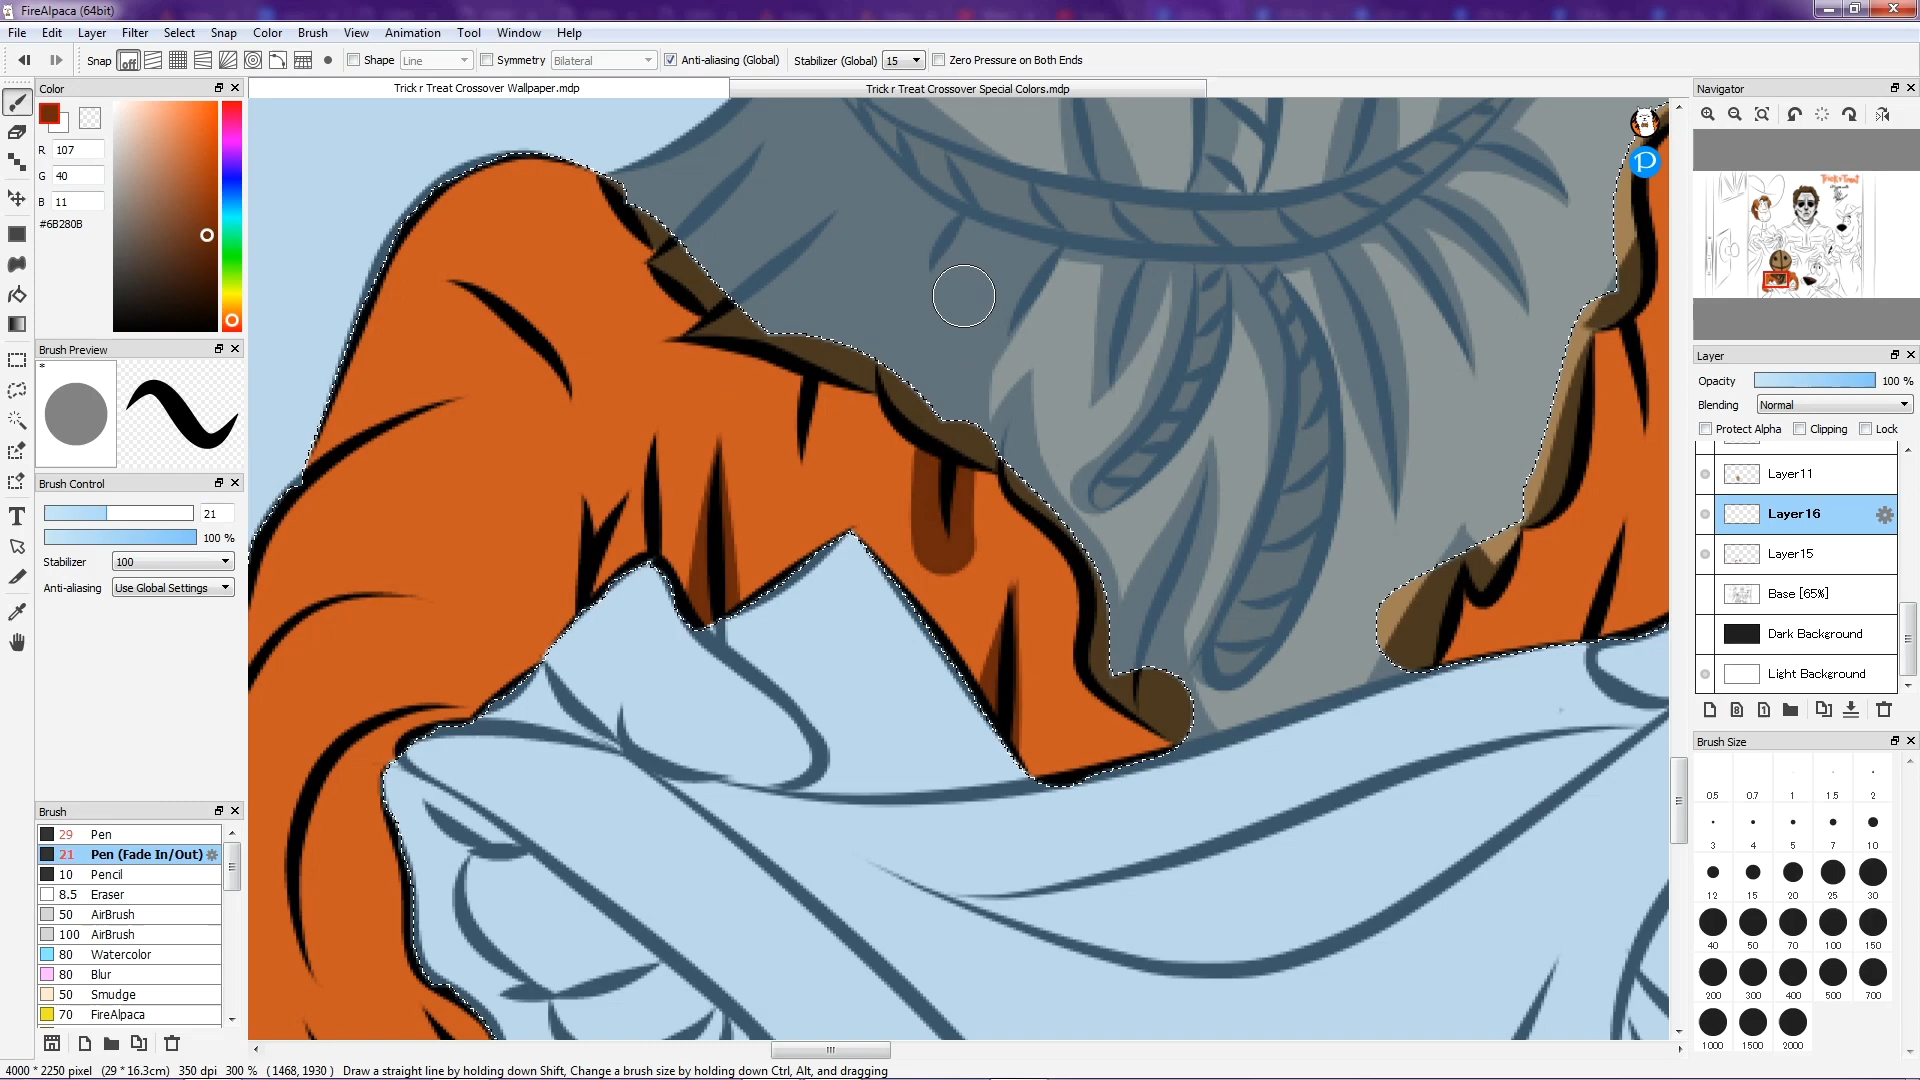 FireAlpaca (64bit)
File Edit Layer Filter Select Snap Color Brush View Animation Tool Window Help
Snap off Shape Line Symmetry Bilateral Anti-aliasing (Global) Stabilizer (Global) 15 Zero Pressure on Both Ends
Color
Trick r Treat Crossover Wallpaper.mdp
Trick r Treat Crossover Special Colors.mdp
R 107
G 40
B 11
#6B280B
Brush Preview
*
Brush Control
21
100 %
Stabilizer 100
Anti-aliasing Use Global Settings
Brush
29 Pen
21 Pen (Fade In/Out)
10 Pencil
8.5 Eraser
50 AirBrush
100 AirBrush
80 Watercolor
80 Blur
50 Smudge
70 FireAlpaca
Navigator
Trick r Treat
Layer
Opacity 100 %
Blending Normal
Protect Alpha Clipping Lock
Layer11
Layer16
Layer15
Base [65%]
Dark Background
Light Background
Brush Size
0.5 0.7 1 1.5 2
3 4 5 7 10
12 15 20 25 30
40 50 70 100 150
200 300 400 500 700
1000 1500 2000
4000 * 2250 pixel (29 * 16.3cm) 350 dpi 300 % ( 1468, 1930 ) Draw a straight line by holding down Shift, Change a brush size by holding down Ctrl, Alt, and dragging